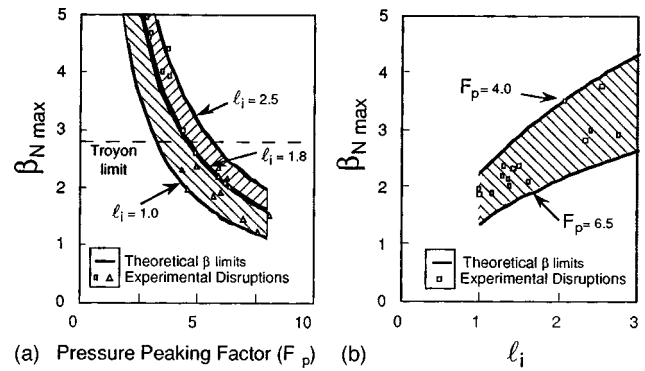 5
4
3
2
1
0
β_N max
ℓ_i = 2.5
Troyon
limit
ℓ_i = 1.8
ℓ_i = 1.0
Theoretical β limits
Experimental Disruptions
0 5 10
(a) Pressure Peaking Factor (F_p)
5
4
3
2
1
0
β_N max
F_p = 4.0
F_p = 6.5
Theoretical β limits
Experimental Disruptions
0 1 2 3
(b) ℓ_i